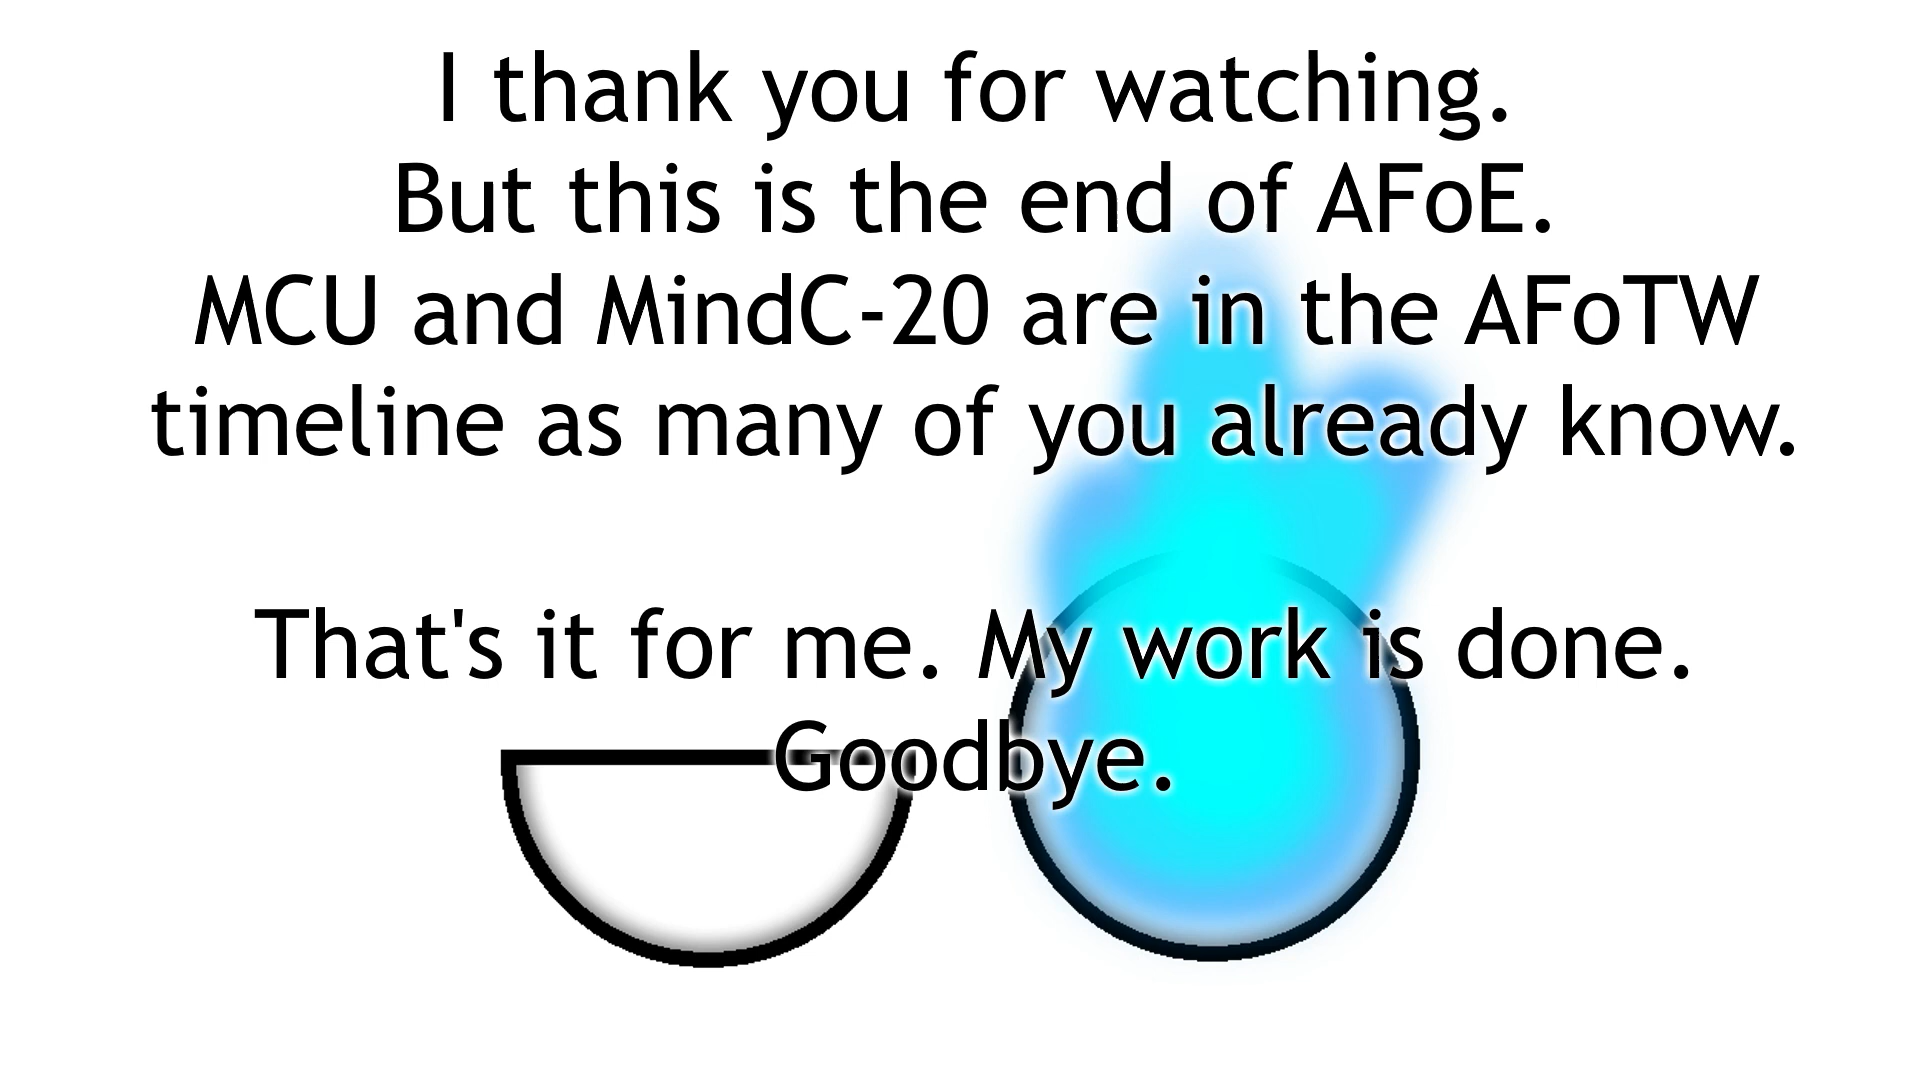 I thank you for watching.
But this is the end of AFoE.
MCU and MindC-20 are in the AFoTW
timeline as many of you already know.
That's it for me. My work is done.
Goodbye.